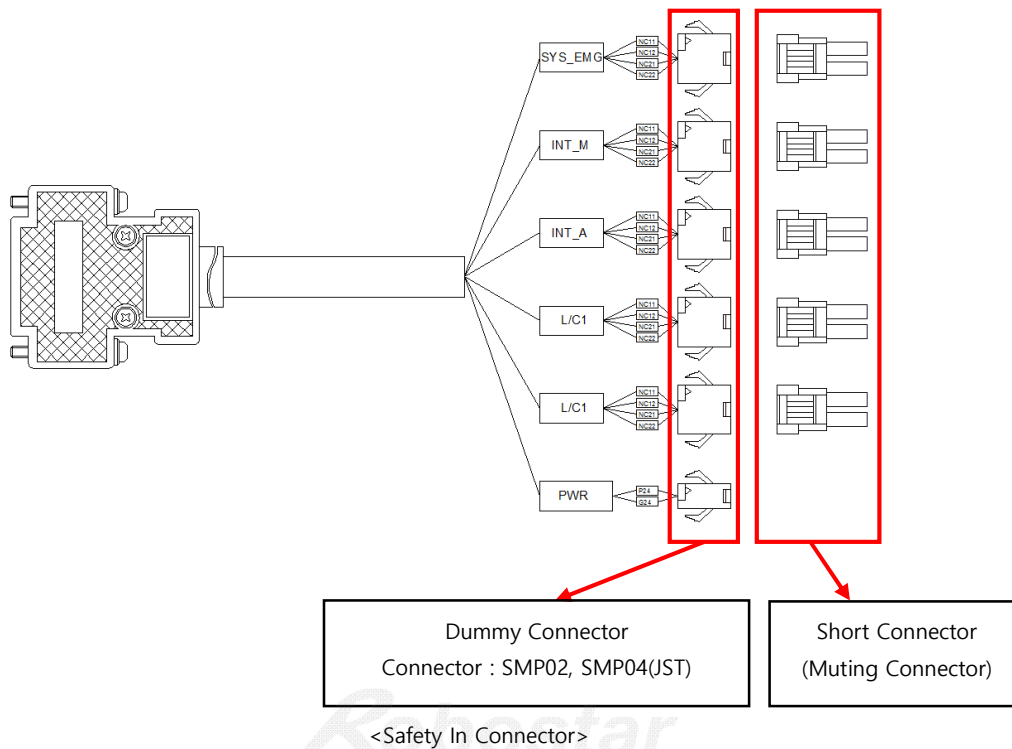 SYS_EMG
NC11
NC12
NC21
NC22
INT_M
NC11
NC12
NC21
NC22
INT_A
NC11
NC12
NC21
NC22
L/C1
NC11
NC12
NC21
NC22
L/C1
NC11
NC12
NC21
NC22
PWR
P24
G24
Dummy Connector
Connector : SMP02, SMP04(JST)
Short Connector
(Muting Connector)
Robostar
<Safety In Connector>